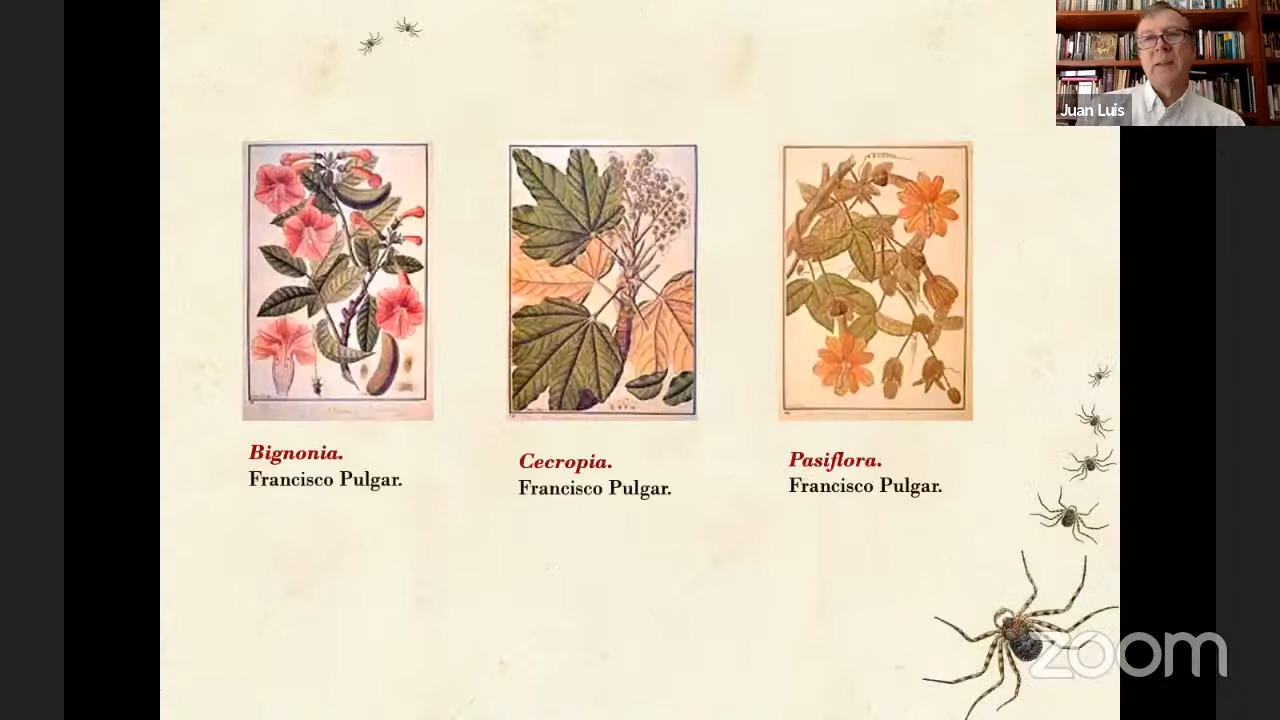 Juan Luis
Bignonia.
Francisco Pulgar.
Cecropia.
Francisco Pulgar.
Pasiflora.
Francisco Pulgar.
zoom